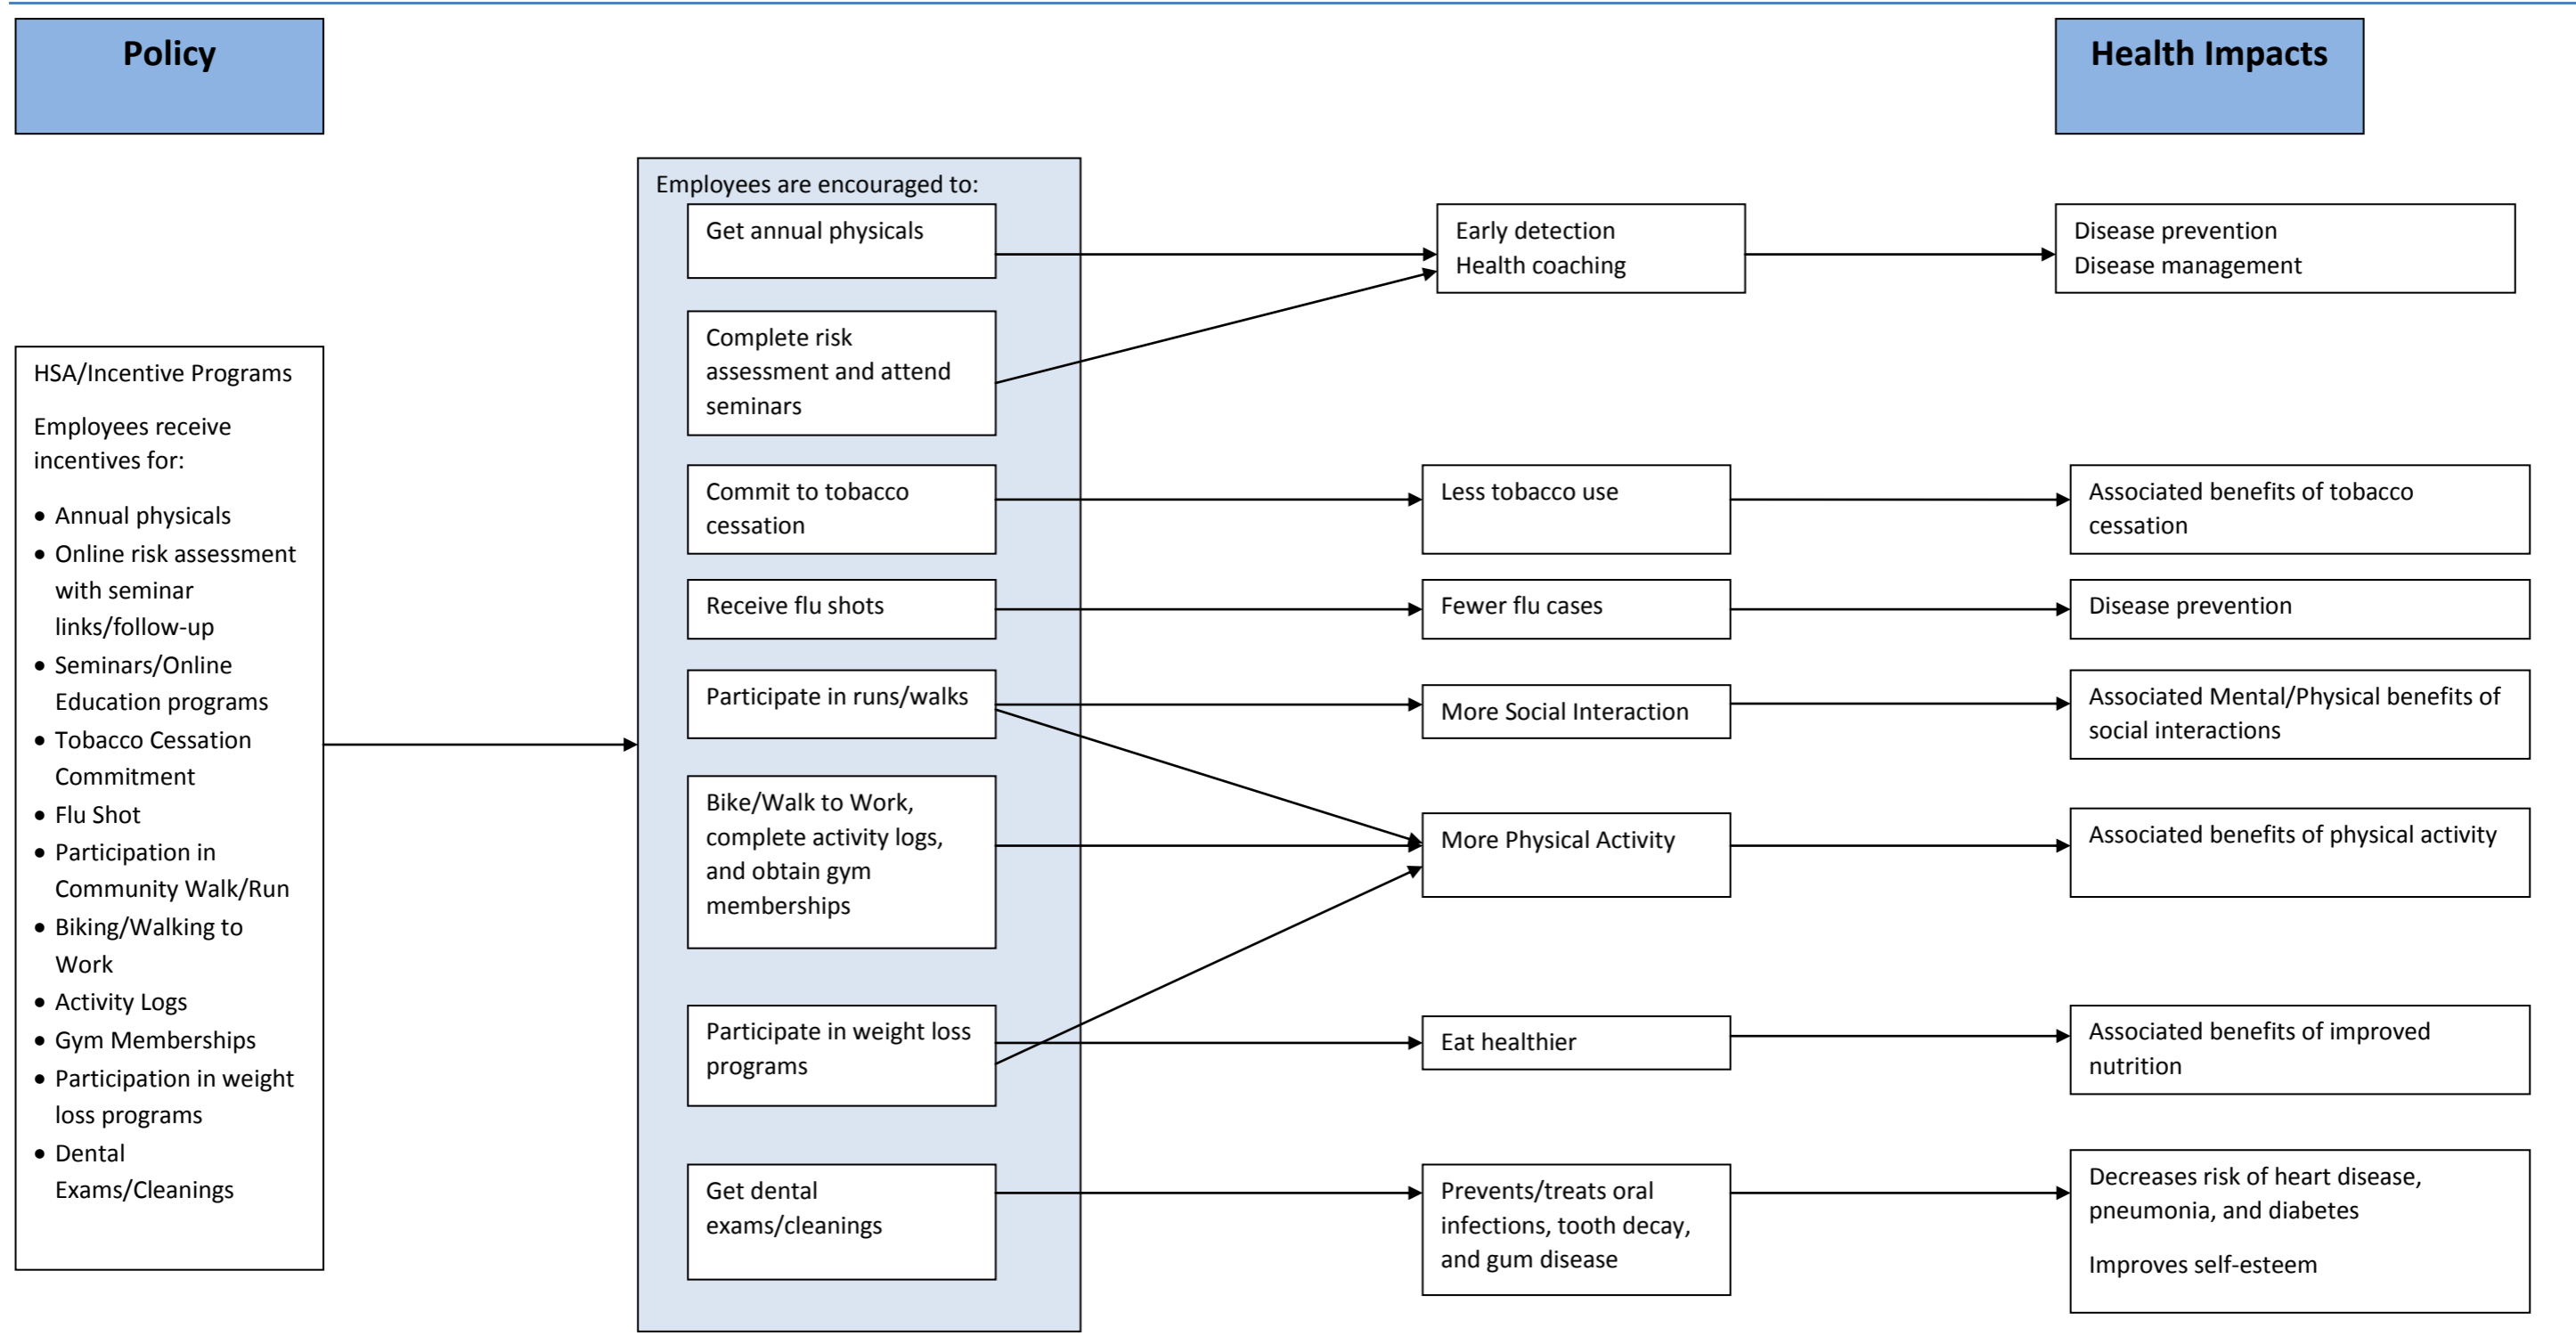 Policy
Health Impacts
HSA/Incentive Programs
Employees receive
incentives for:
• Annual physicals
• Online risk assessment
with seminar
links/follow-up
• Seminars/Online
Education programs
• Tobacco Cessation
Commitment
• Flu Shot
• Participation in
Community Walk/Run
• Biking/Walking to
Work
• Activity Logs
• Gym Memberships
• Participation in weight
loss programs
• Dental
Exams/Cleanings
Employees are encouraged to:
Get annual physicals
Complete risk
assessment and attend
seminars
Commit to tobacco
cessation
Receive flu shots
Participate in runs/walks
Bike/Walk to Work,
complete activity logs,
and obtain gym
memberships
Participate in weight loss
programs
Get dental
exams/cleanings
Early detection
Health coaching
Less tobacco use
Fewer flu cases
More Social Interaction
More Physical Activity
Eat healthier
Prevents/treats oral
infections, tooth decay,
and gum disease
Disease prevention
Disease management
Associated benefits of tobacco
cessation
Disease prevention
Associated Mental/Physical benefits of
social interactions
Associated benefits of physical activity
Associated benefits of improved
nutrition
Decreases risk of heart disease,
pneumonia, and diabetes
Improves self-esteem